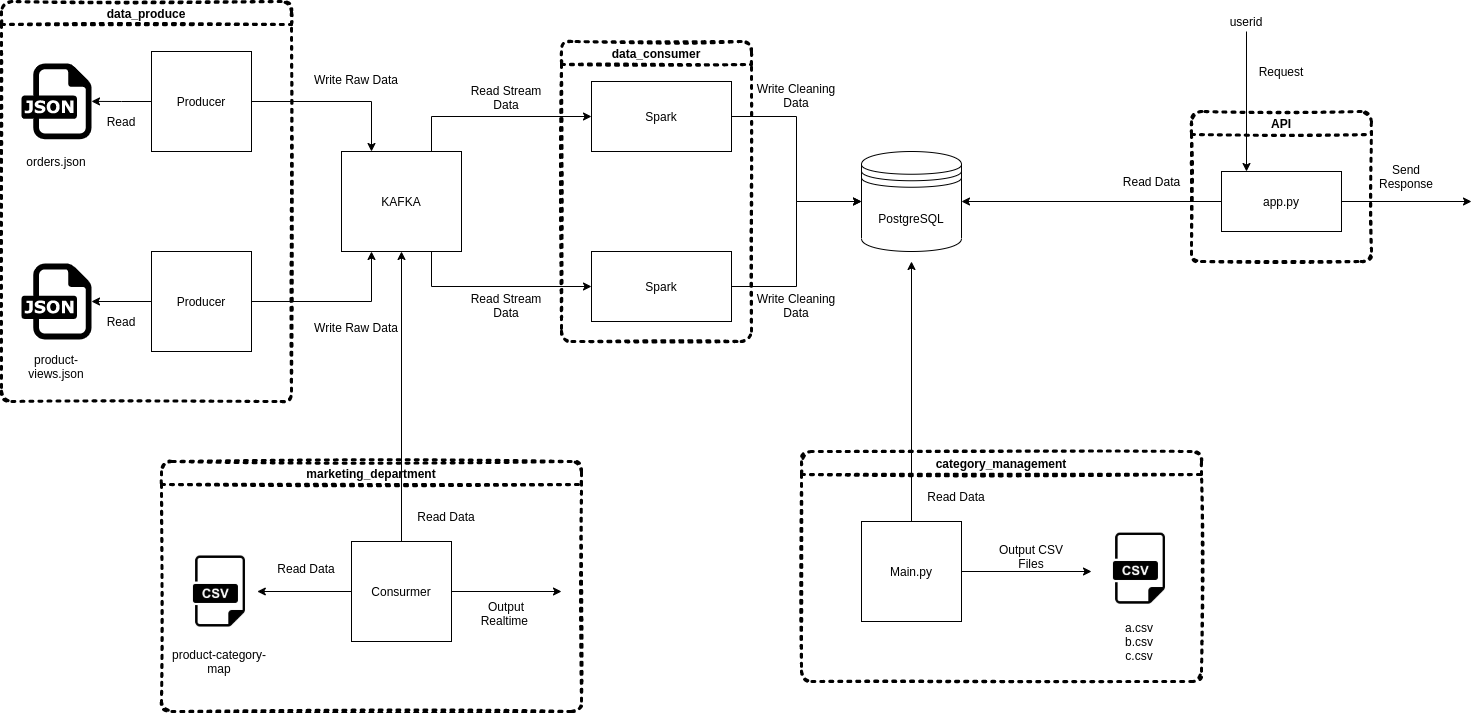 data_produce
JSON
orders.json
Read
Producer
Write Raw Data
JSON
product-
views.json
Read
Producer
Write Raw Data
KAFKA
Read Stream
Data
Read Stream
Data
data_consumer
Spark
Spark
Write Cleaning
Data
Write Cleaning
Data
PostgreSQL
userid
Request
API
Read Data
app.py
Send
Response
marketing_department
Read Data
CSV
product-category-
map
Read Data
Consurmer
Output
Realtime
category_management
Read Data
Main.py
Output CSV
Files
CSV
a.csv
b.csv
c.csv